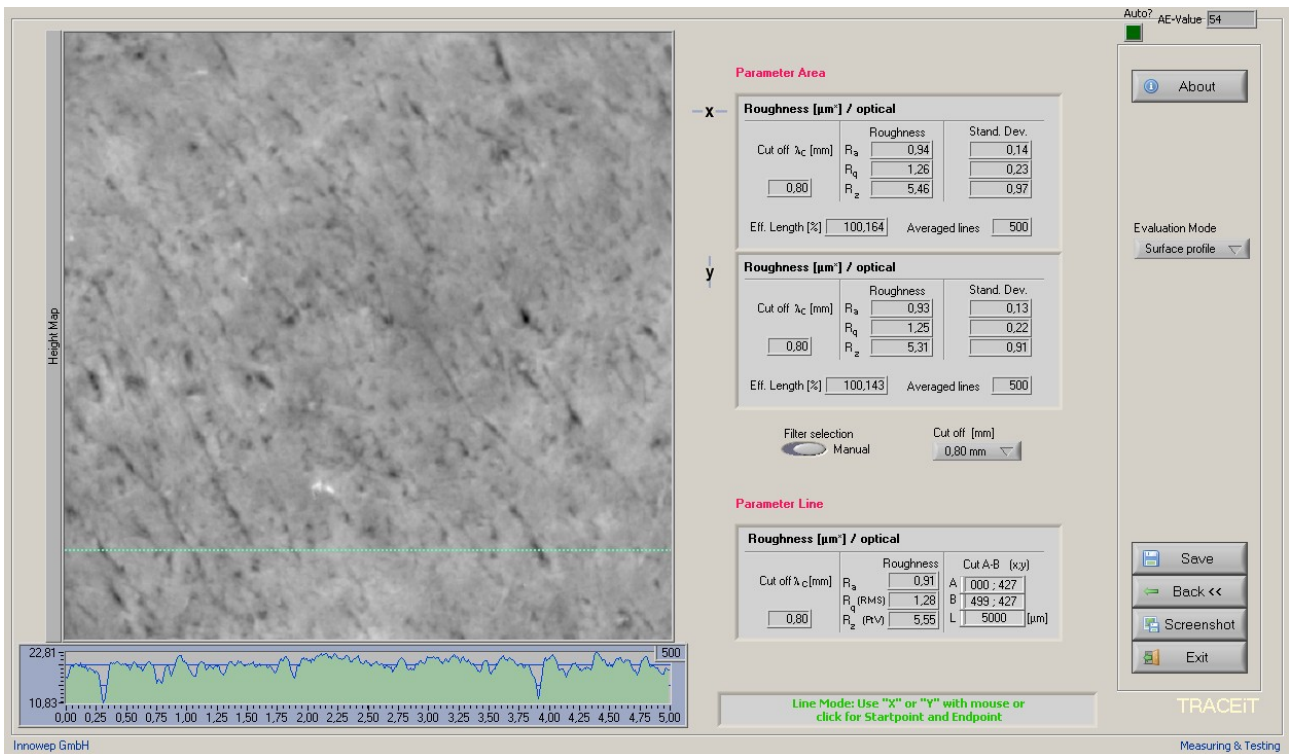 Auto? AE-Value 54
Parameter Area
About
x
Roughness [µm*] / optical
Roughness Stand. Dev.
Cut off λc [mm] Ra 0,94 0,14
Rq 1,26 0,23
0,80 Rz 5,46 0,97
Eff. Length [%] 100,164 Averaged lines 500
Evaluation Mode
Surface profile
y
Roughness [µm*] / optical
Roughness Stand. Dev.
Cut off λc [mm] Ra 0,93 0,13
Rq 1,25 0,22
0,80 Rz 5,31 0,91
Eff. Length [%] 100,143 Averaged lines 500
Height Map
Filter selection Cut off [mm]
Manual 0,80 mm
Parameter Line
Roughness [µm*] / optical
Roughness Cut A-B (x;y)
Cut off λc[mm] Ra 0,91 A 000 ; 427
Rq (RMS) 1,28 B 499 ; 427
0,80 Rz (PtV) 5,55 L 5000 [µm]
Save
Back <<
Screenshot
Exit
22,81 500
10,83
0,00 0,25 0,50 0,75 1,00 1,25 1,50 1,75 2,00 2,25 2,50 2,75 3,00 3,25 3,50 3,75 4,00 4,25 4,50 4,75 5,00
Line Mode: Use "X" or "Y" with mouse or
click for Startpoint and Endpoint
TRACEiT
Innowep GmbH Measuring & Testing